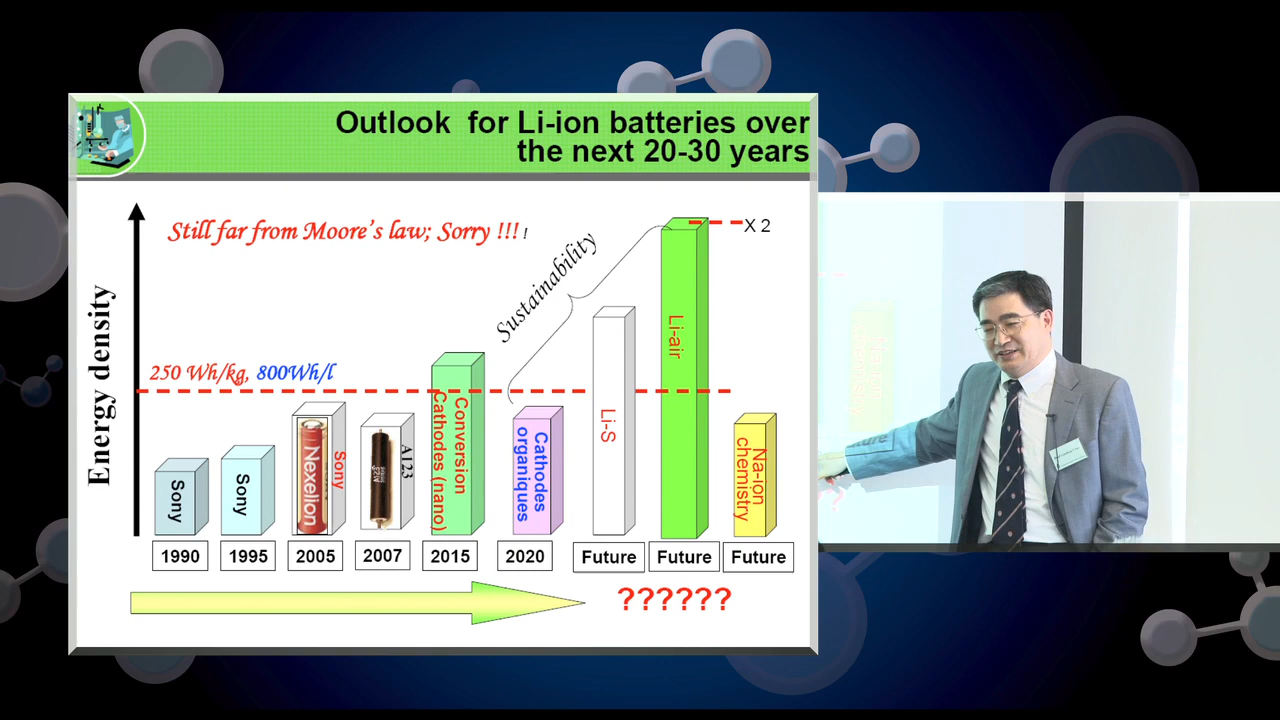 Outlook for Li-ion batteries over
the next 20-30 years
Still far from Moore's law; Sorry !!! !
X 2
Sustainability
Energy density
250 Wh/kg, 800Wh/l
Sony
Sony
Nexelion
Sony
A123
Conversion
Cathodes (nano)
Cathodes
organiques
Li-S
Li-air
Na-ion
chemistry
1990
1995
2005
2007
2015
2020
Future
Future
Future
??????